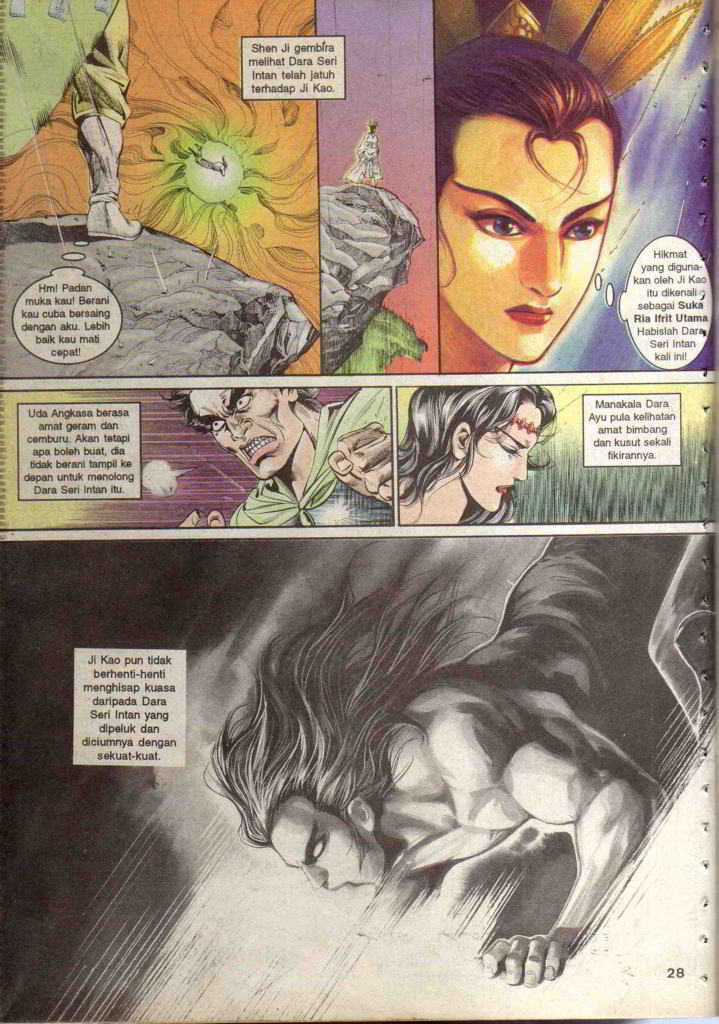 Shen Ji gembira
melihat Dara Seri
Intan telah jatuh
terhadap Ji Kao.
Hm! Padan
muka kau! Berani
kau cuba bersaing
dengan aku. Lebih
baik kau mati
cepat!
Hikmat
yang diguna-
kan oleh Ji Kao
itu dikenali
sebagai Suka
Ria Ifrit Utama.
Habislah Dara
Seri Intan
kali ini!
Uda Angkasa berasa
amat geram dan
cemburu. Akan tetapi
apa boleh buat, dia
tidak berani tampil ke
depan untuk menolong
Dara Seri Intan itu.
Manakala Dara
Ayu pula kelihatan
amat bimbang
dan kusut sekali
fikirannya.
Ji Kao pun tidak
berhenti-henti
menghisap kuasa
daripada Dara
Seri Intan yang
dipeluk dan
diciumnya dengan
sekuat-kuat.
28